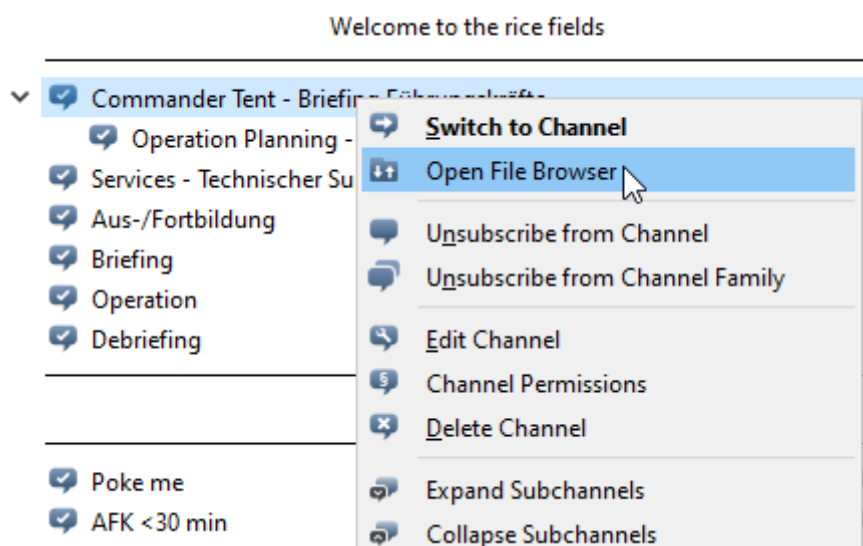 Welcome to the rice fields
Commander Tent - Briefing Führungskräfte
Switch to Channel
Operation Planning -
Open File Browser
Services - Technischer Su
Aus-/Fortbildung
Unsubscribe from Channel
Briefing
Unsubscribe from Channel Family
Operation
Debriefing
Edit Channel
Channel Permissions
Delete Channel
Poke me
Expand Subchannels
AFK <30 min
Collapse Subchannels